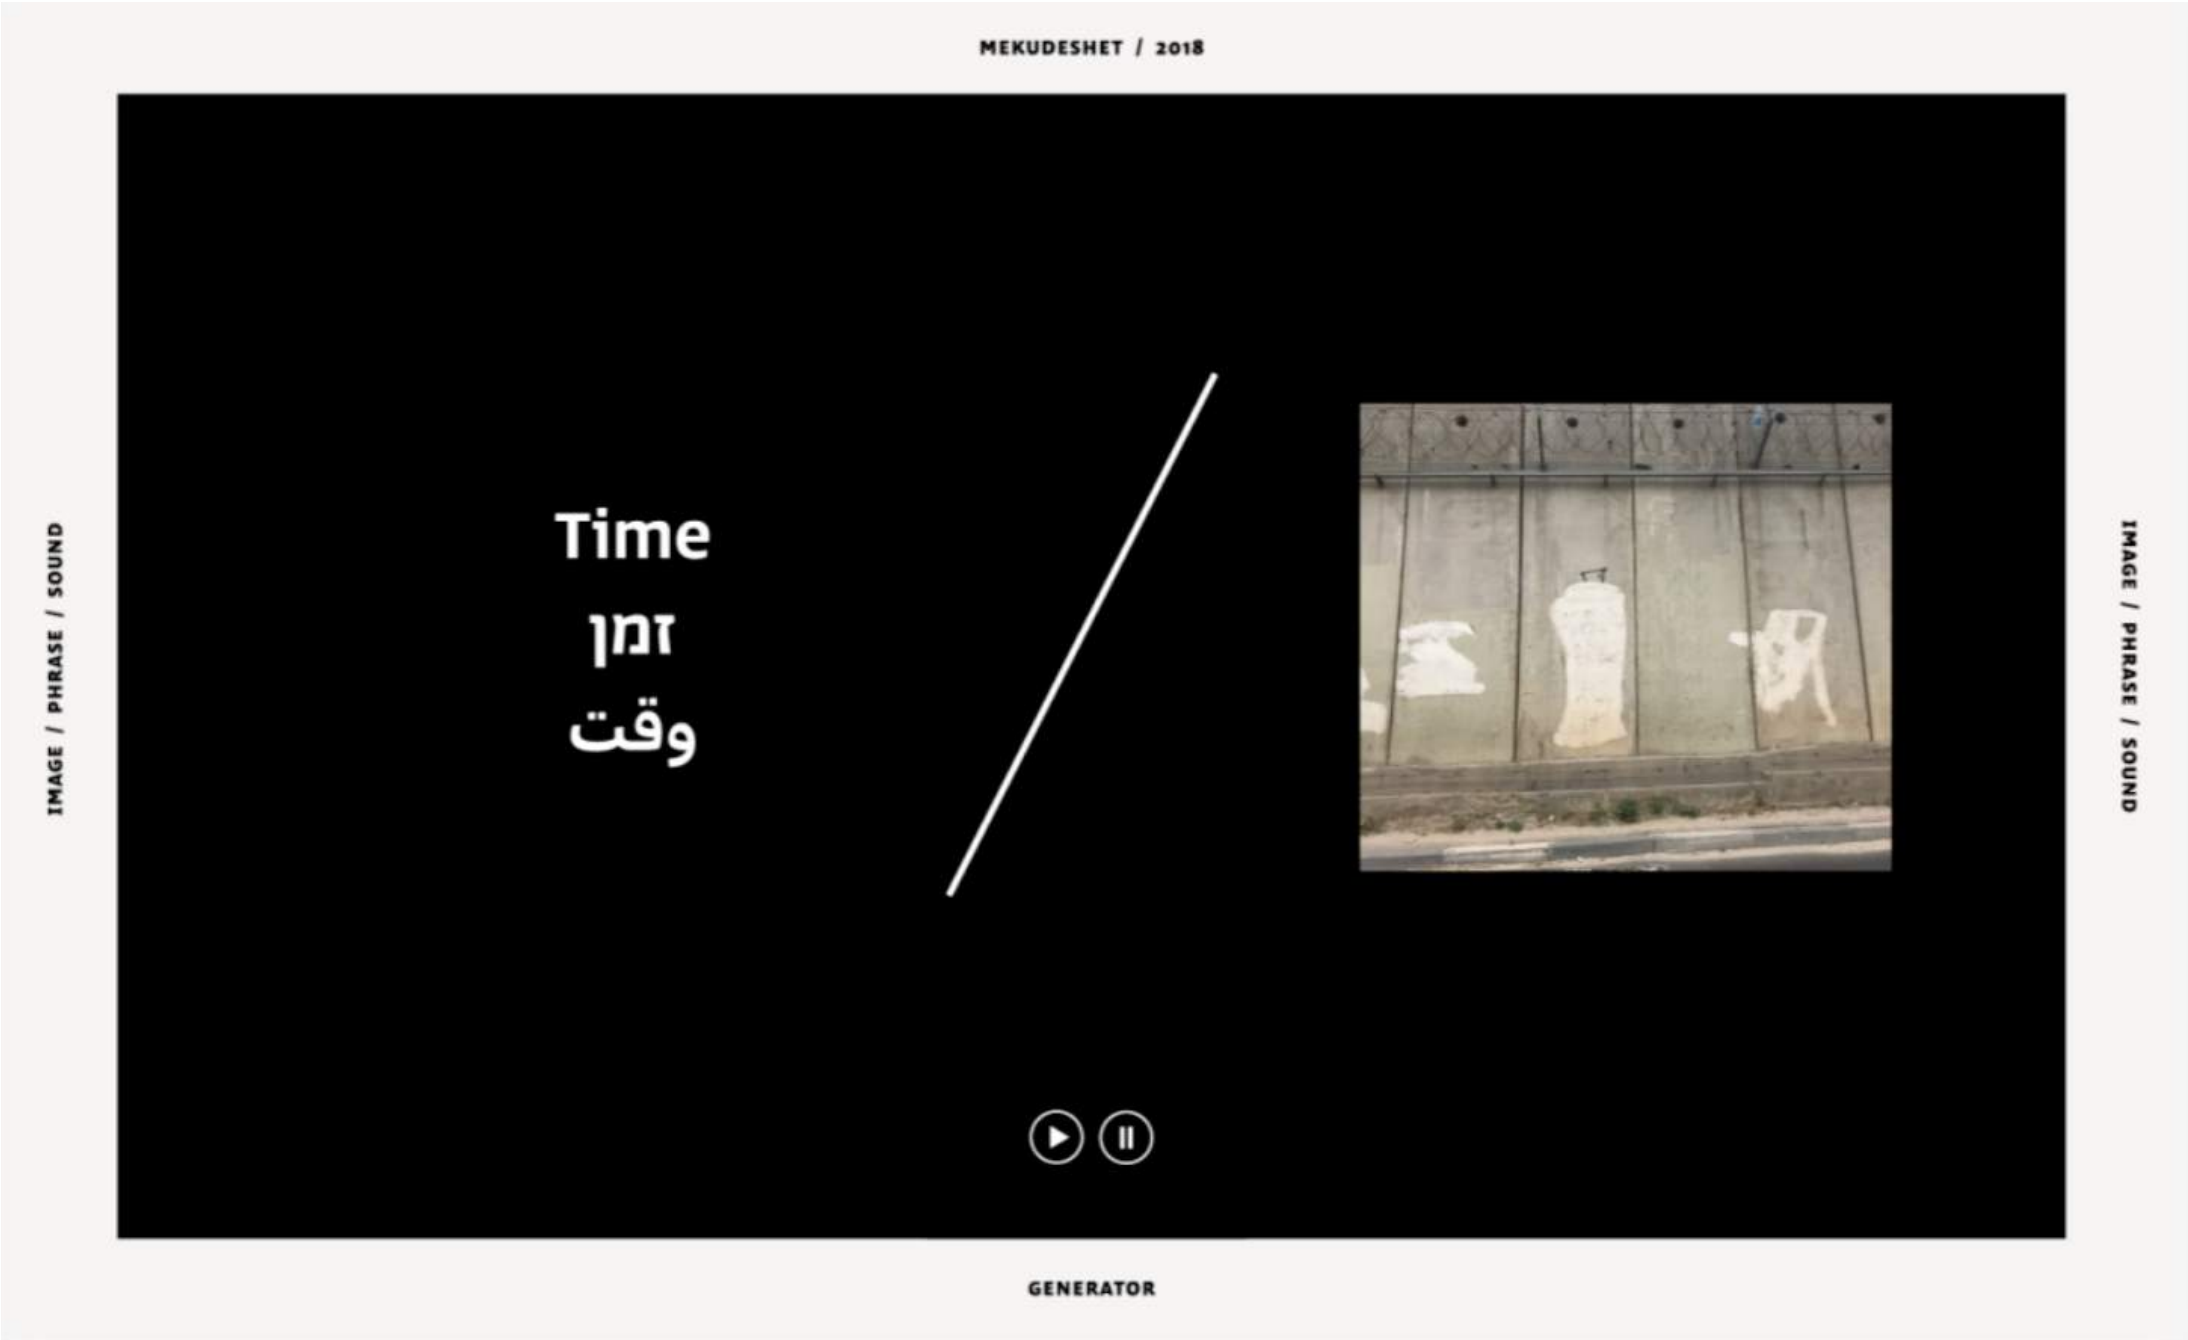 MEKUDESHET / 2018
IMAGE / PHRASE / SOUND
Time
זמן
وقت
IMAGE / PHRASE / SOUND
GENERATOR